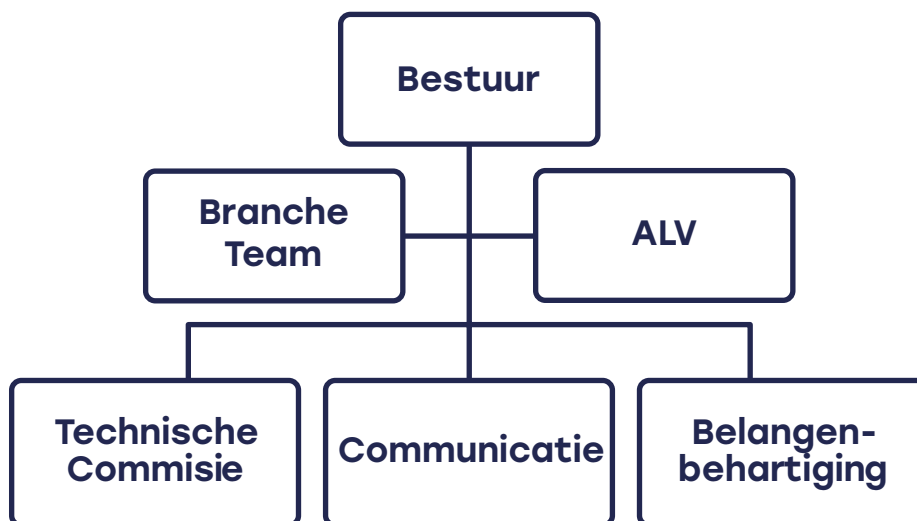 Bestuur
Branche
Team
ALV
Technische
Commisie
Communicatie
Belangen-
behartiging